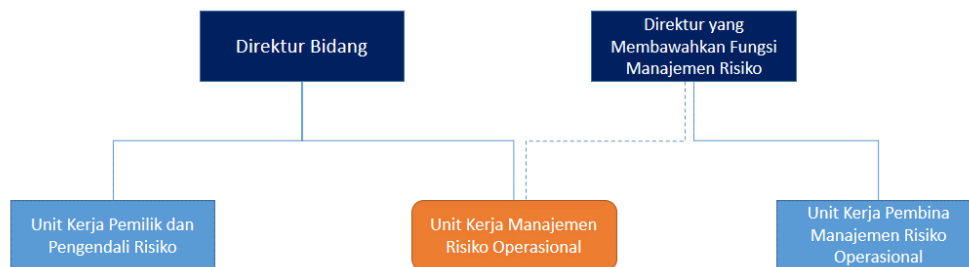 Direktur Bidang
Direktur yang
Membawahkan Fungsi
Manajemen Risiko
Unit Kerja Pemilik dan
Pengendali Risiko
Unit Kerja Manajemen
Risiko Operasional
Unit Kerja Pembina
Manajemen Risiko
Operasional